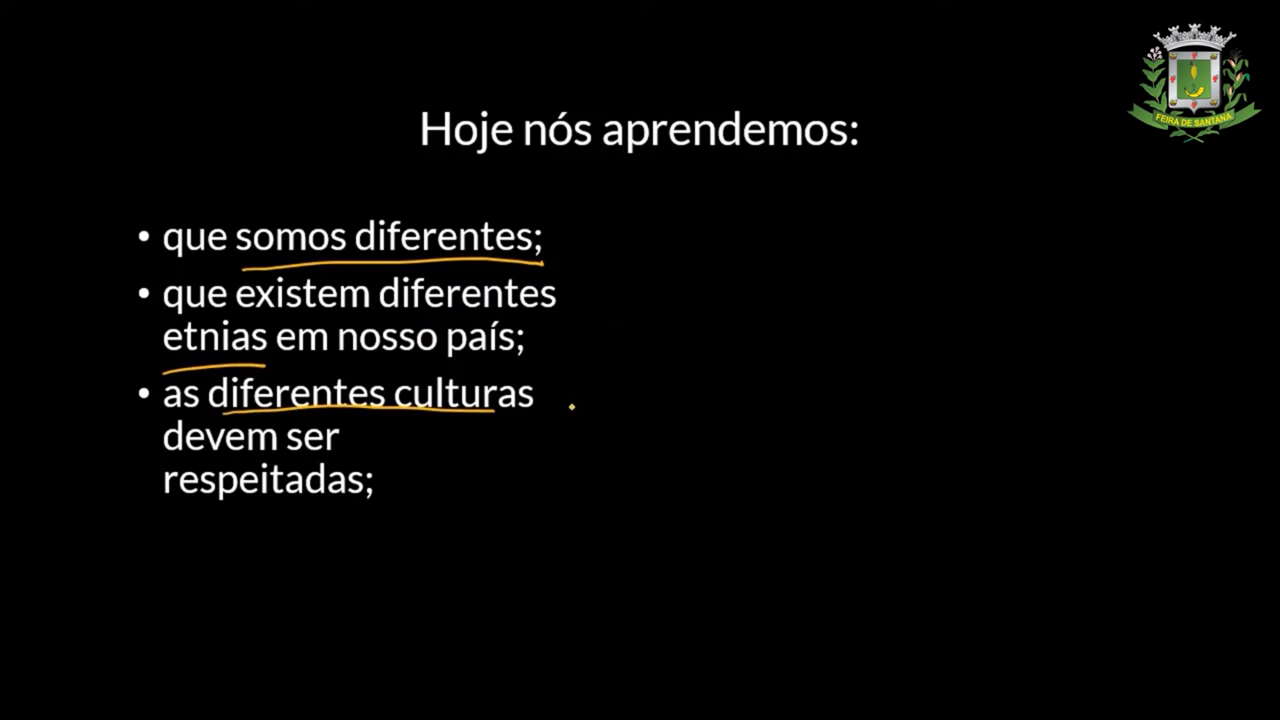 FEIRA DE SANTANA
Hoje nós aprendemos:
• que somos diferentes;
• que existem diferentes
etnias em nosso país;
• as diferentes culturas
devem ser
respeitadas;